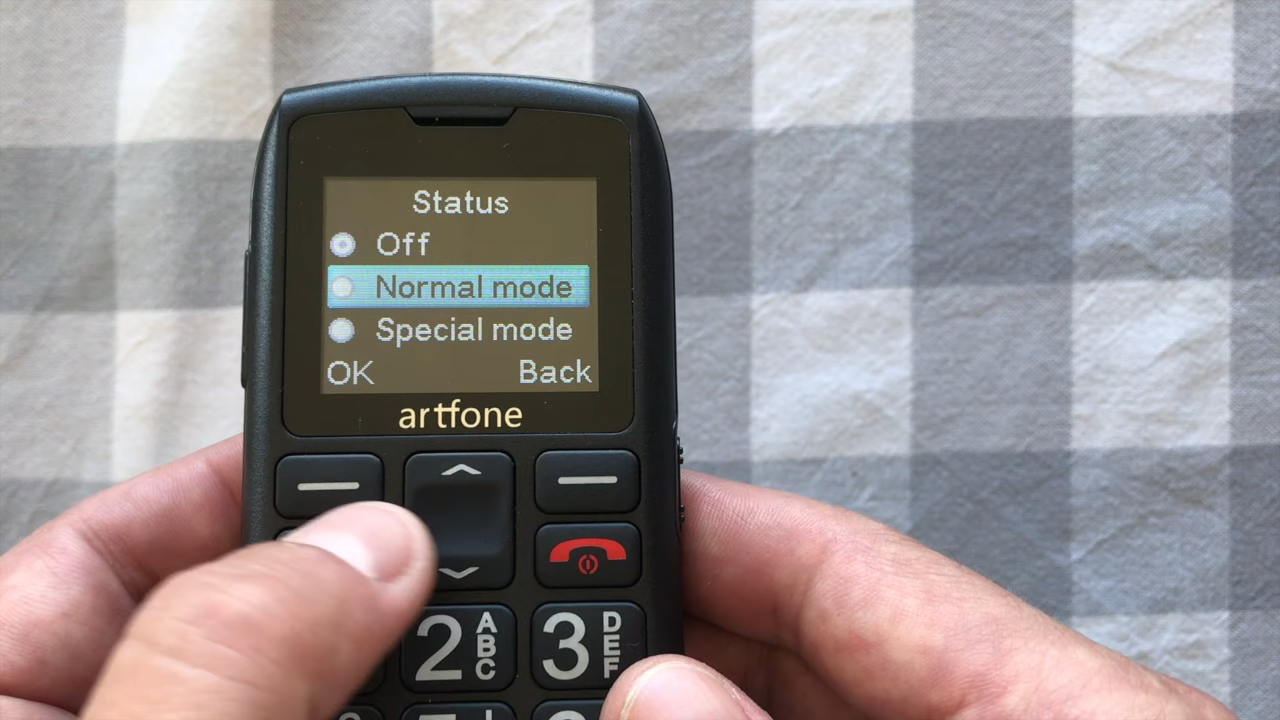 Status
Off
Normal mode
Special mode
OK Back
artfone
2 ABC 3 DEF